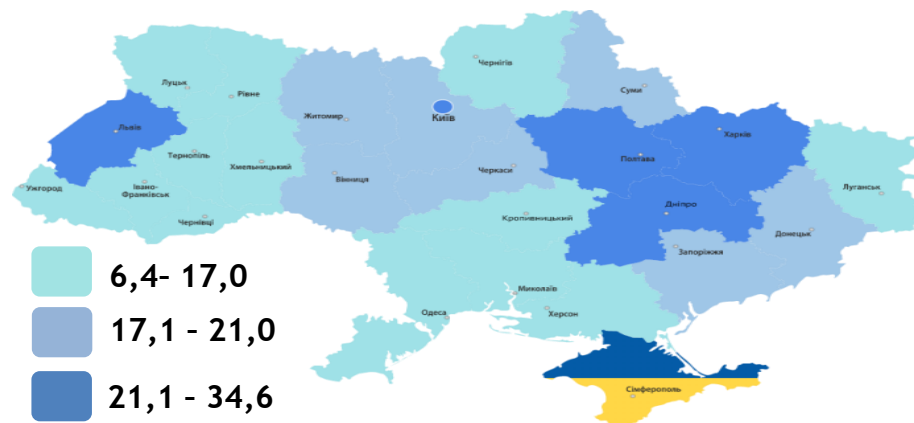 Чернігів
Луцьк
Рівне
Суми
Житомир
Київ
Львів
Харків
Тернопіль
Полтава
Хмельницький
Черкаси
Вінниця
Ужгород
Івано-
Франківськ
Луганськ
Чернівці
Дніпро
Кропивницький
Донецьк
Запоріжжя
6,4- 17,0
Миколаїв
Одеса
Херсон
17,1 - 21,0
Сімферополь
21,1 - 34,6